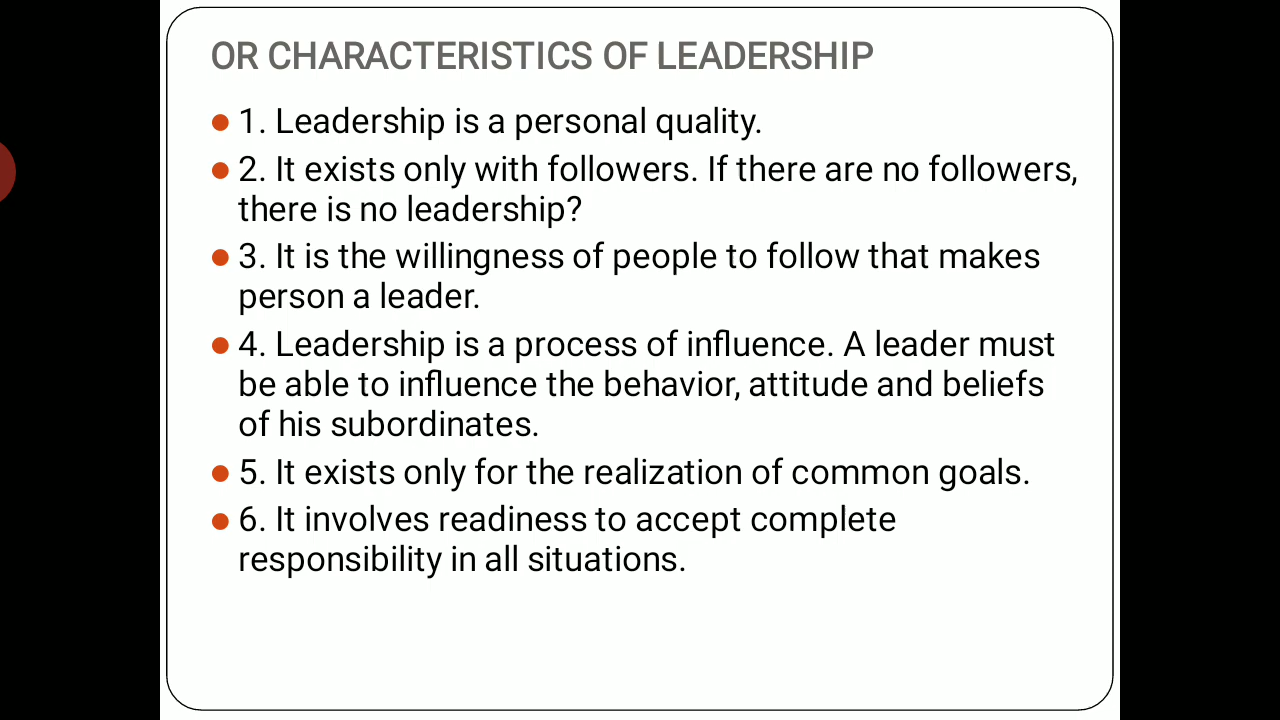 OR CHARACTERISTICS OF LEADERSHIP
1. Leadership is a personal quality.
2. It exists only with followers. If there are no followers,
there is no leadership?
3. It is the willingness of people to follow that makes
person a leader.
4. Leadership is a process of influence. A leader must
be able to influence the behavior, attitude and beliefs
of his subordinates.
5. It exists only for the realization of common goals.
6. It involves readiness to accept complete
responsibility in all situations.